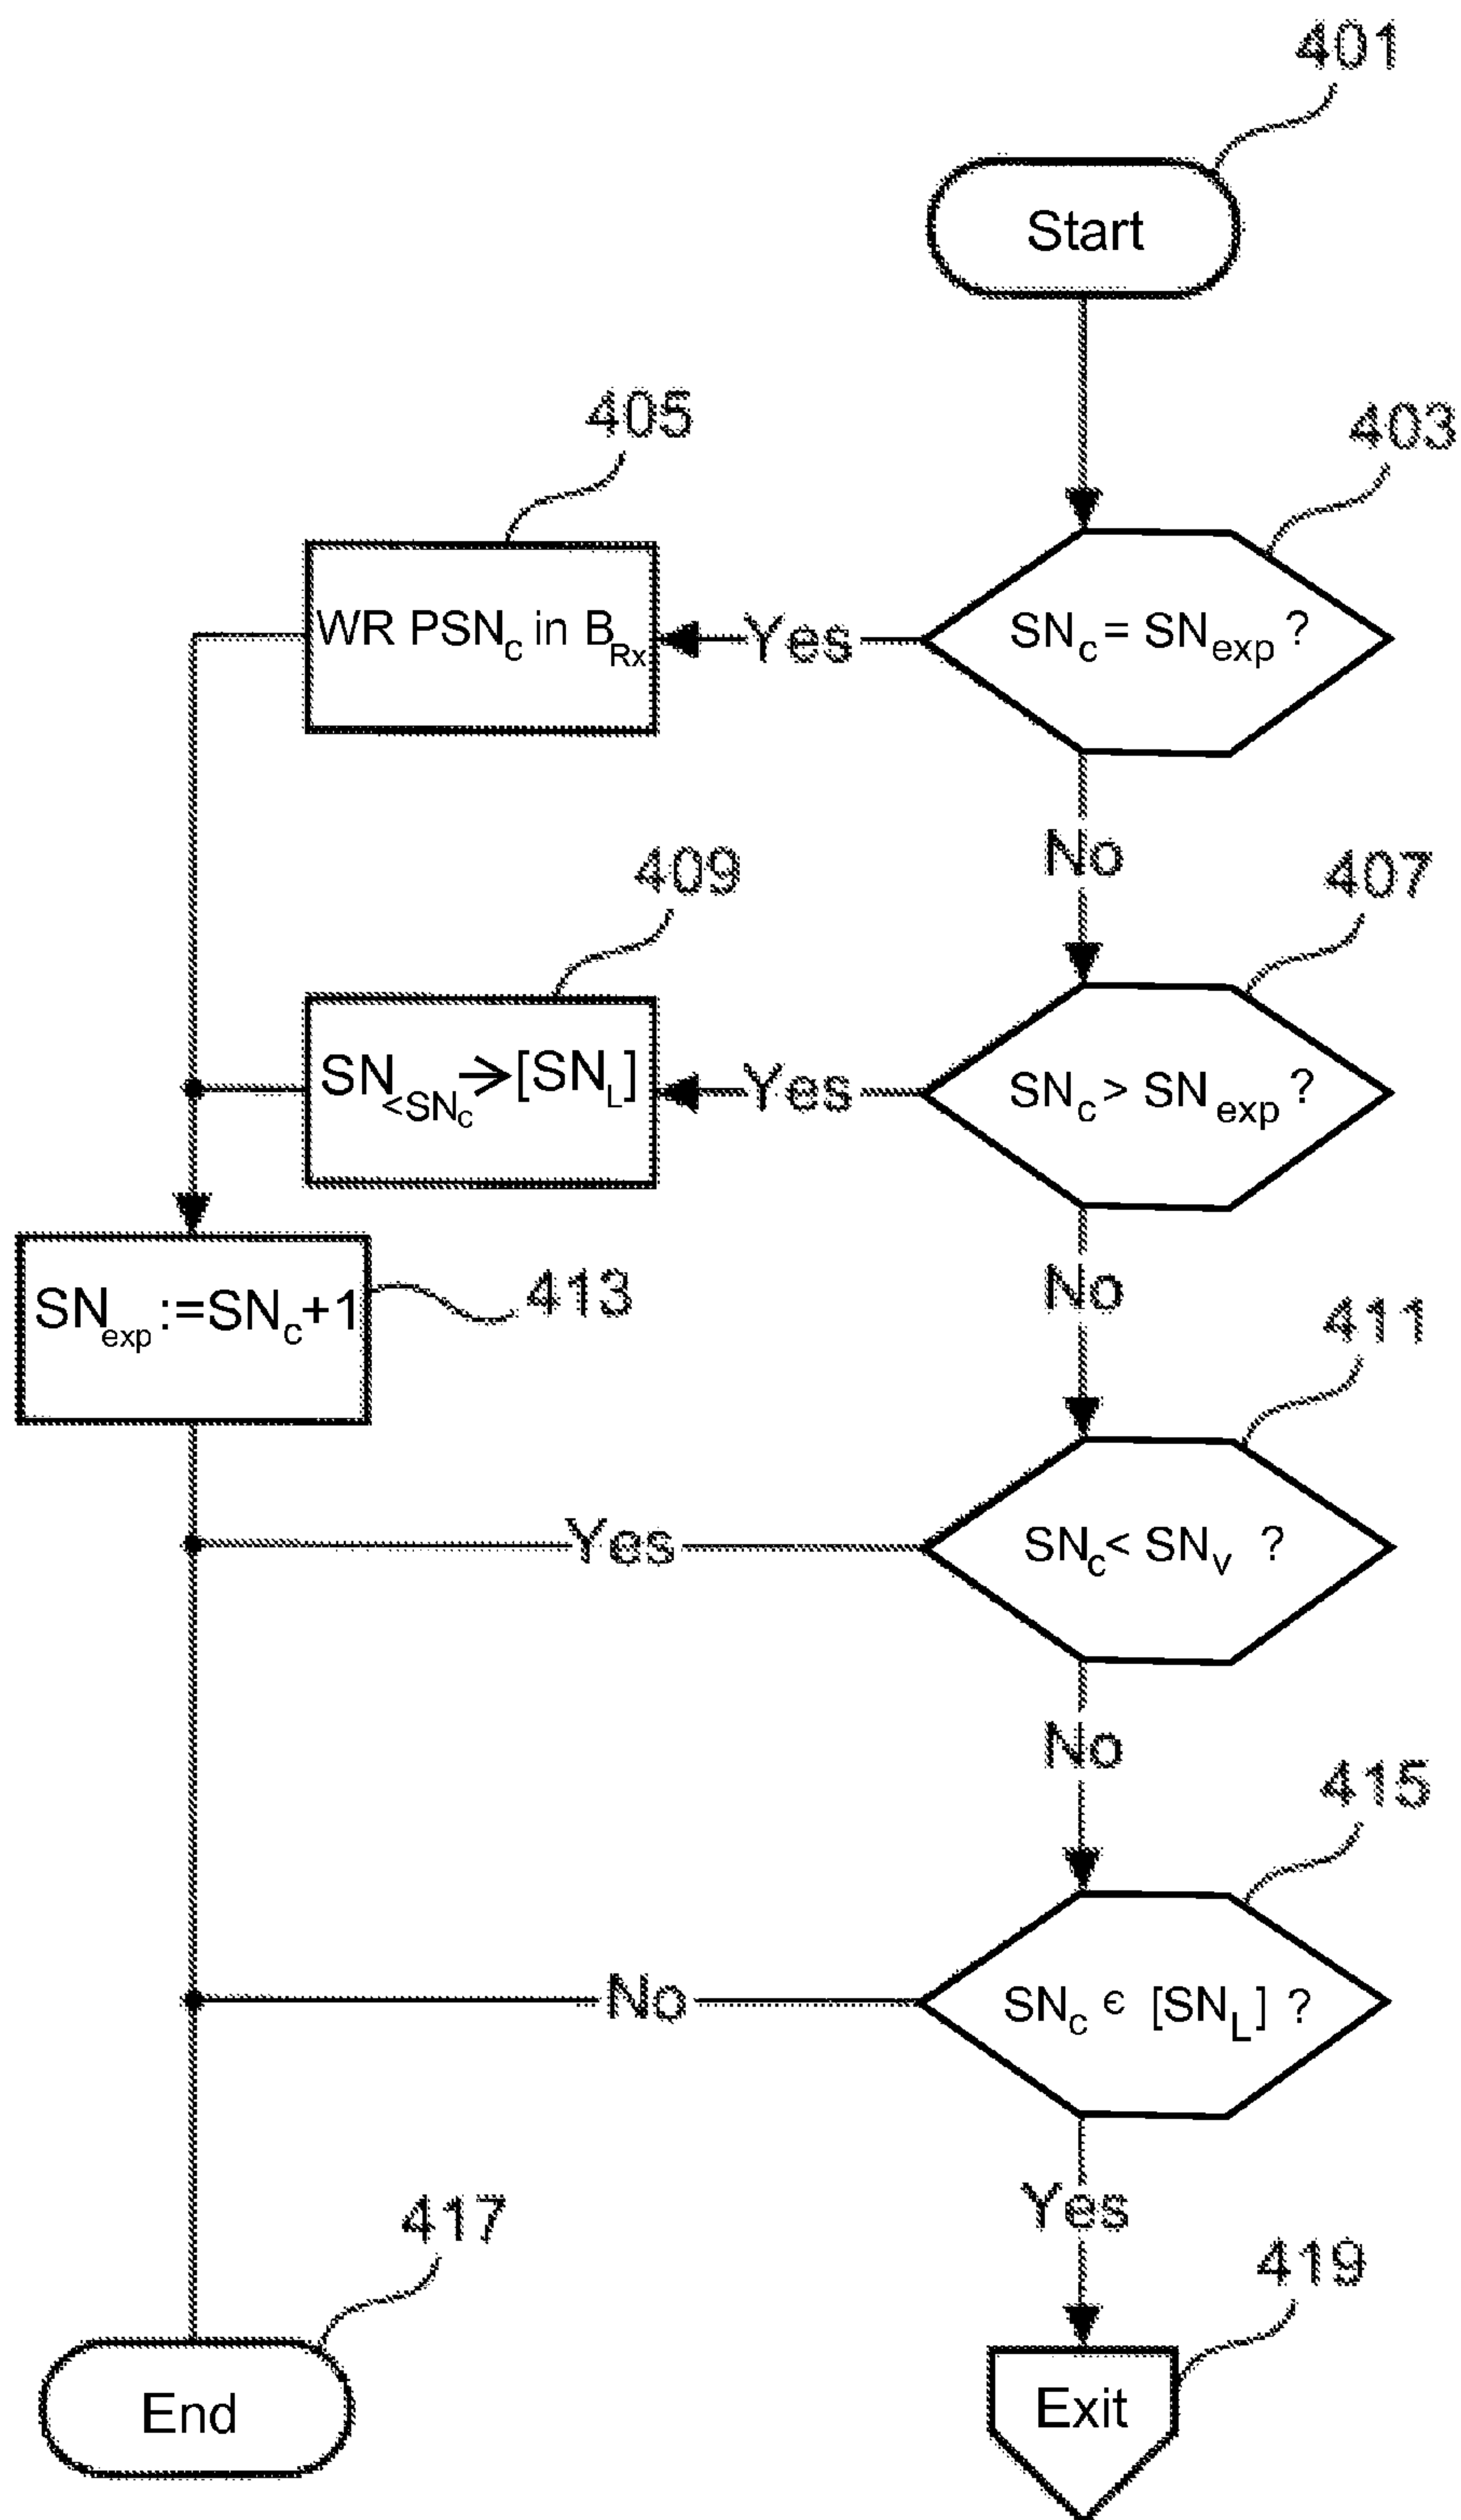 401
Start
405
403
WR PSNc in BRx
Yes
SNc = SNexp ?
No
409
407
SN<SNc→[SNL]
Yes
SNc > SNexp ?
No
SNexp :=SNc+1
413
411
Yes
SNc< SNv ?
No
415
No
SNc ϵ [SNL] ?
Yes
417
419
End
Exit